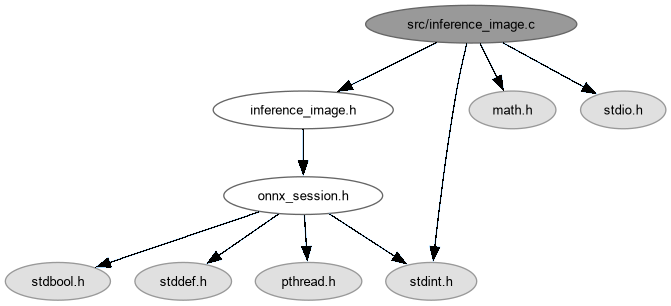 src/inference_image.c
inference_image.h
math.h
stdio.h
onnx_session.h
stdbool.h
stddef.h
pthread.h
stdint.h